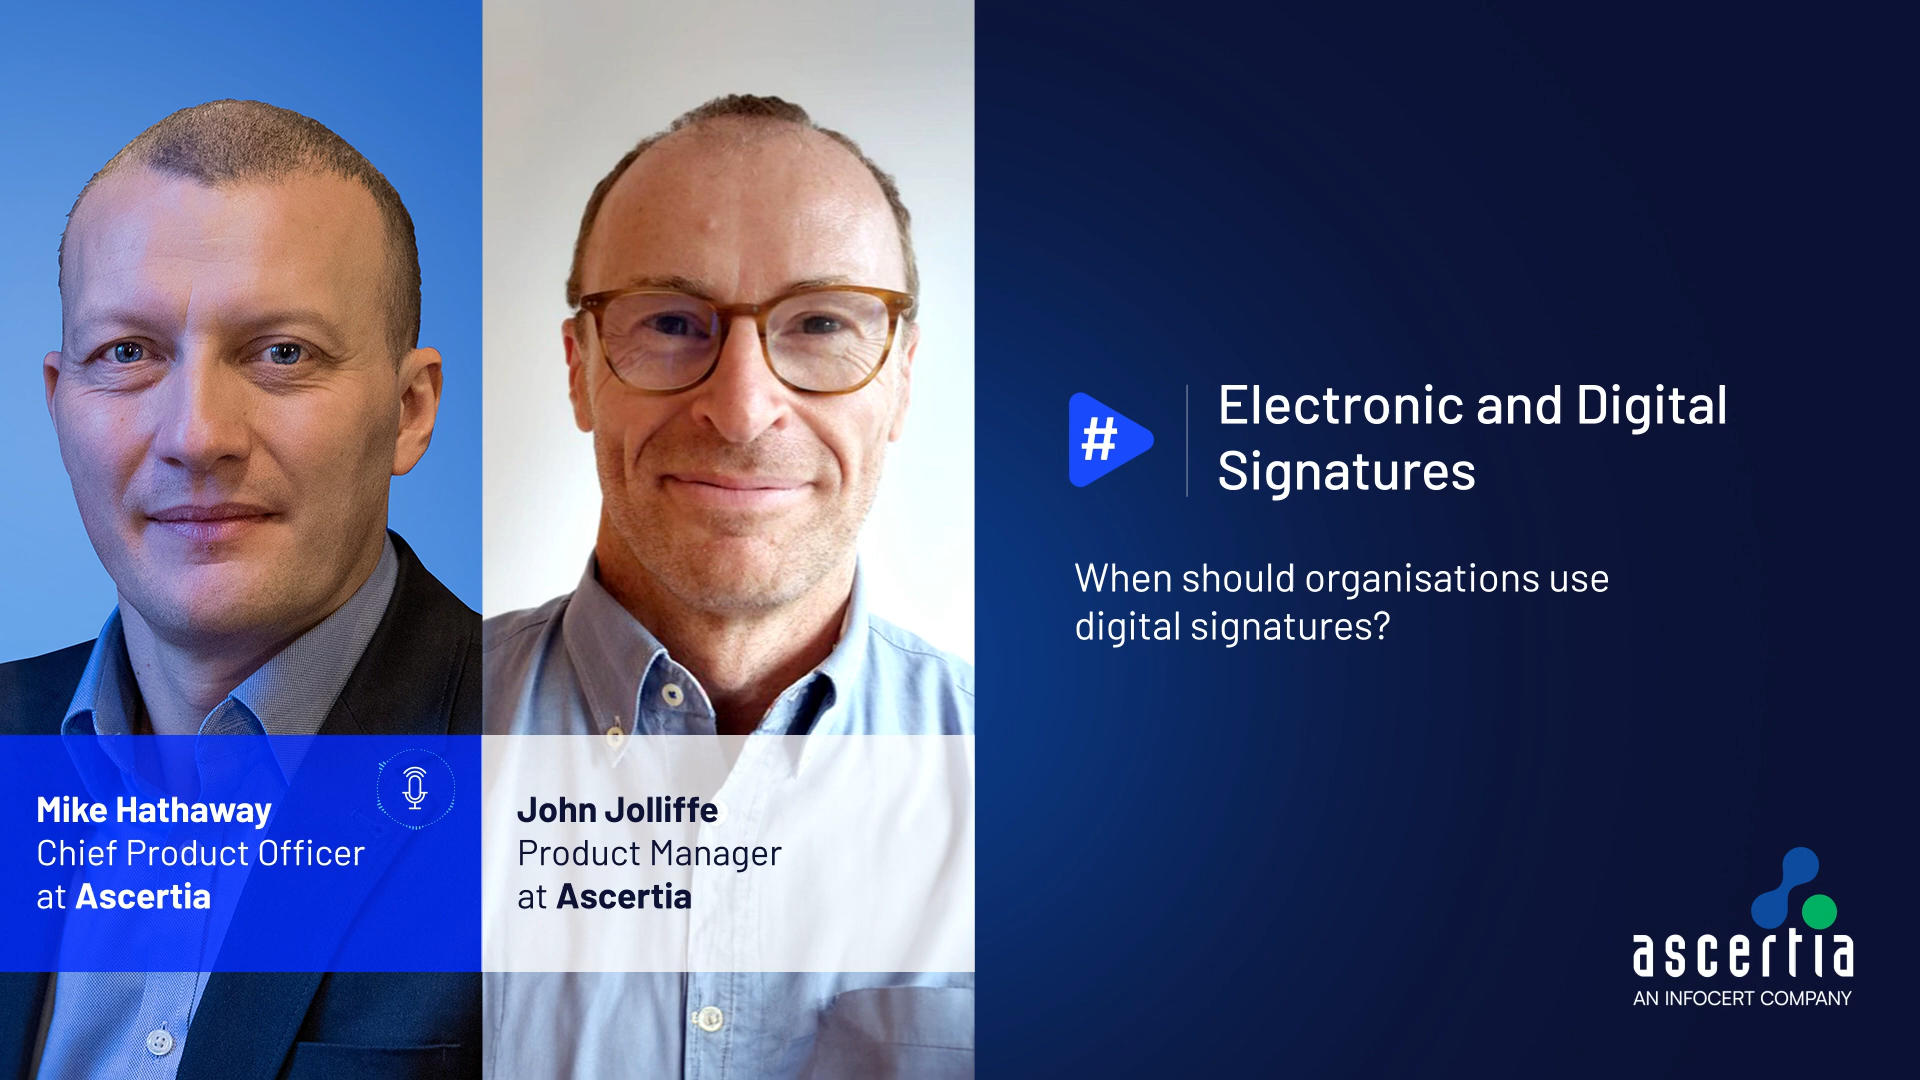 Mike Hathaway
Chief Product Officer
at Ascertia
John Jolliffe
Product Manager
at Ascertia
#
Electronic and Digital
Signatures
When should organisations use
digital signatures?
ascertia
AN INFOCERT COMPANY